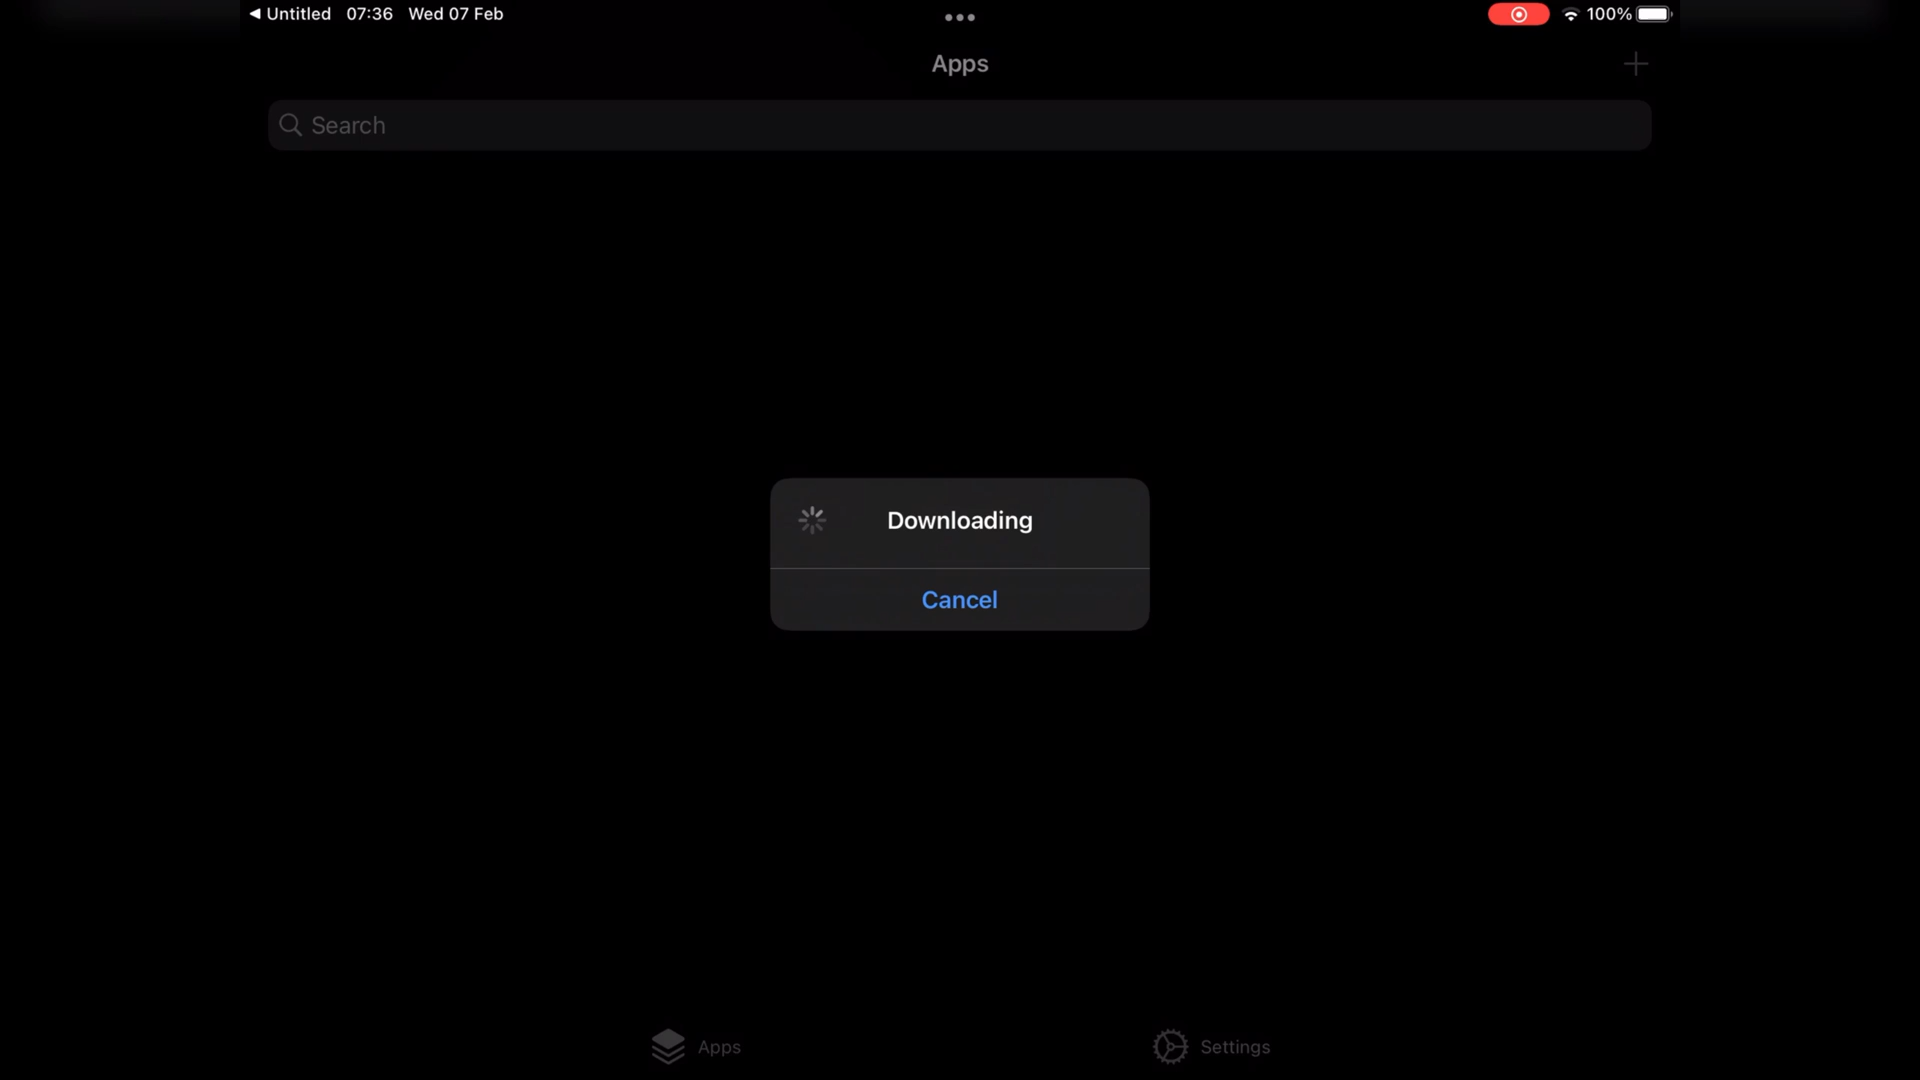 Untitled 07:36 Wed 07 Feb
100%
Apps
Search
Downloading
Cancel
Apps
Settings